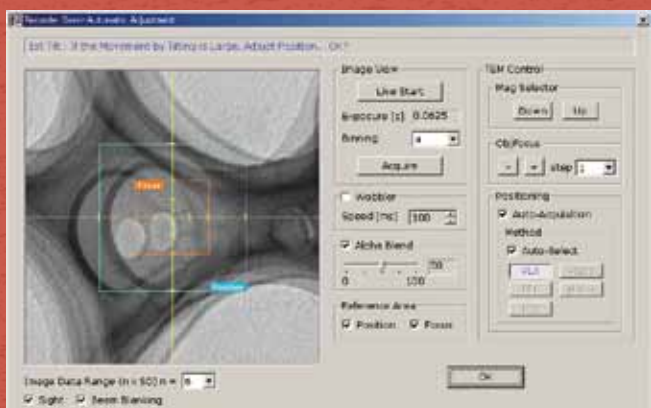 Recorder Semi-Automatic Adjustment
1st Tilt : If the Movement by Tilting is Large, Adjust Position. OK?
Image View
Live Start
Exposure [s] 0.0625
Binning 4
Acquire
Wobbler
Speed [ms] 300
Alpha Blend
50
0 100
Reference Area
Position Focus
TEM Control
Mag Selector
Down Up
Obj Focus
- + step 1
Positioning
Auto-Acquisition
Method
Auto-Select
OK
Focus
Position
Image Data Range (n x SD) n = 6
Sight Beam Blanking